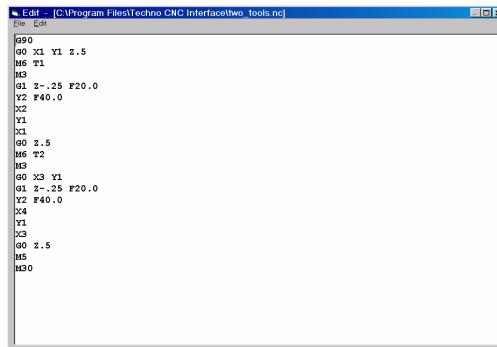 Edit - [C:\Program Files\Techno CNC Interface\two_tools.nc]
File Edit
G90
G0 X1 Y1 Z.5
M6 T1
M3
G1 Z-.25 F20.0
Y2 F40.0
X2
Y1
X1
G0 Z.5
M6 T2
M3
G0 X3 Y1
G1 Z-.25 F20.0
Y2 F40.0
X4
Y1
X3
G0 Z.5
M5
M30